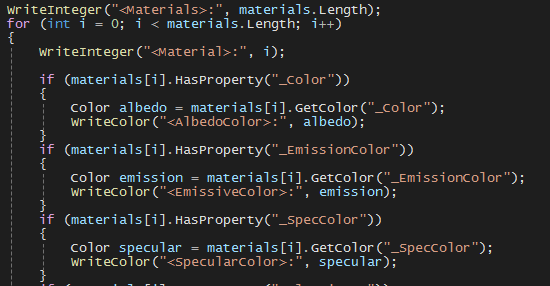 WriteInteger("<Materials>:", materials.Length);
for (int i = 0; i < materials.Length; i++)
{
    WriteInteger("<Material>:", i);

    if (materials[i].HasProperty("_Color"))
    {
        Color albedo = materials[i].GetColor("_Color");
        WriteColor("<AlbedoColor>:", albedo);
    }
    if (materials[i].HasProperty("_EmissionColor"))
    {
        Color emission = materials[i].GetColor("_EmissionColor");
        WriteColor("<EmissiveColor>:", emission);
    }
    if (materials[i].HasProperty("_SpecColor"))
    {
        Color specular = materials[i].GetColor("_SpecColor");
        WriteColor("<SpecularColor>:", specular);
    }